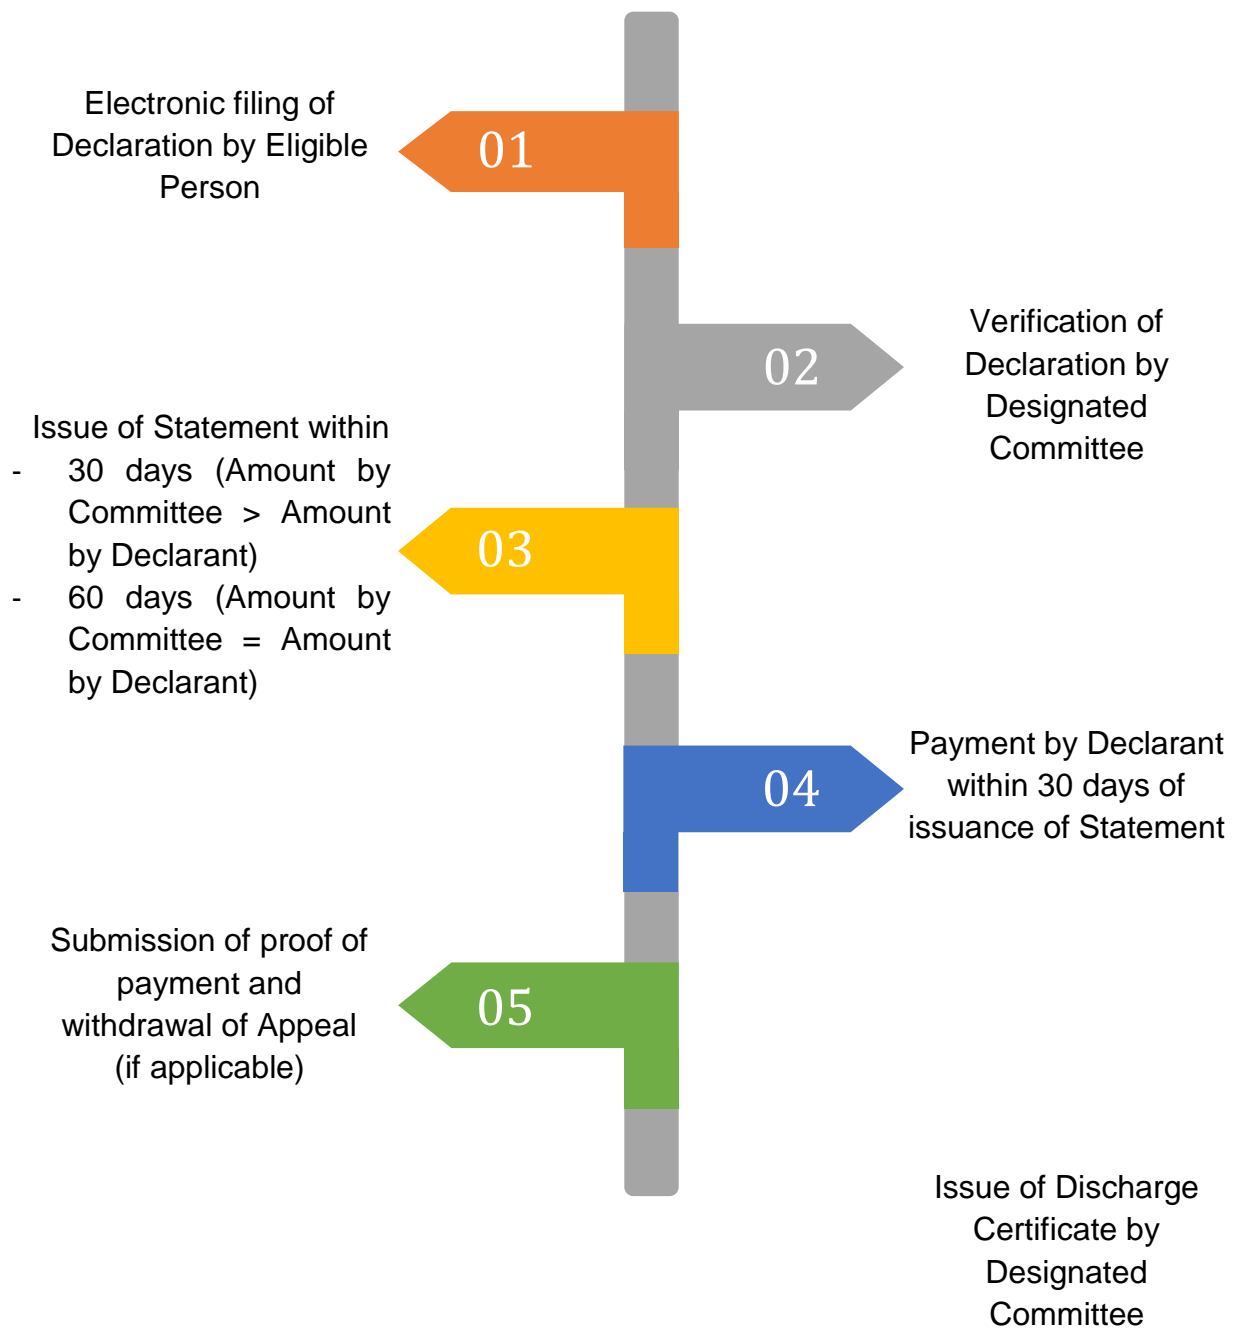 Electronic filing of
Declaration by Eligible
Person
01
02
Verification of
Declaration by
Designated
Committee
Issue of Statement within
- 30 days (Amount by
Committee > Amount
by Declarant)
- 60 days (Amount by
Committee = Amount
by Declarant)
03
04
Payment by Declarant
within 30 days of
issuance of Statement
Submission of proof of
payment and
withdrawal of Appeal
(if applicable)
05
Issue of Discharge
Certificate by
Designated
Committee